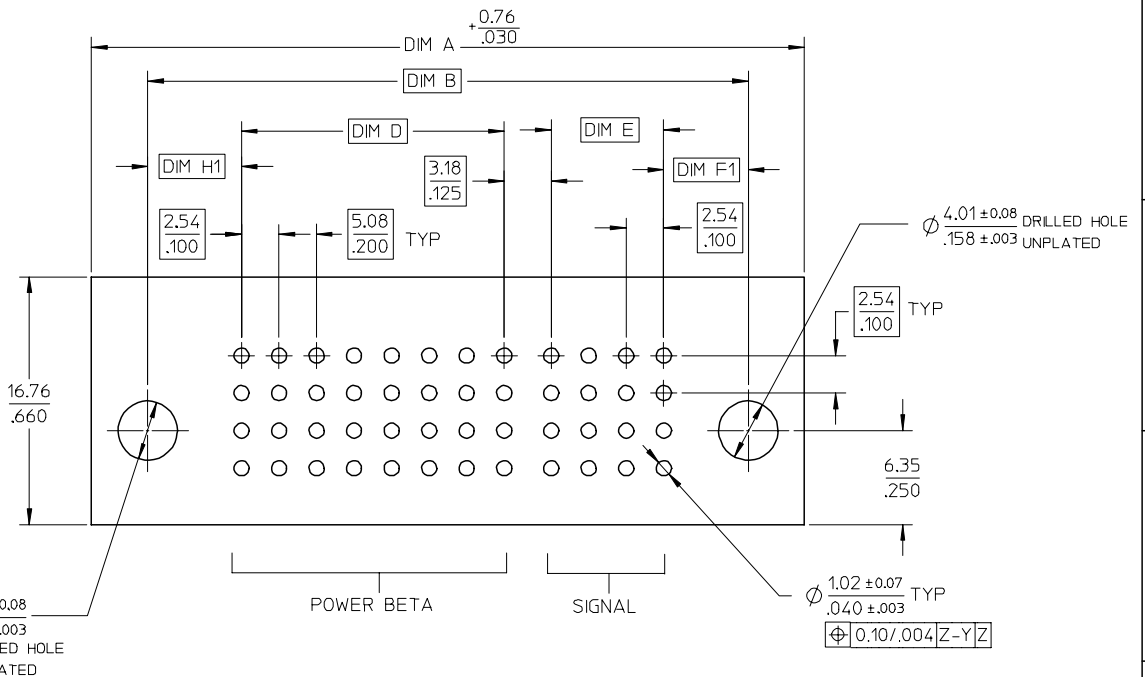 DIM A +0.76
.030
DIM B
DIM D
DIM E
DIM H1
3.18
.125
DIM F1
2.54
.100
5.08
.200
TYP
2.54
.100
Ø 4.01 ±0.08 DRILLED HOLE
.158 ±.003 UNPLATED
2.54
.100
TYP
16.76
.660
6.35
.250
POWER BETA
SIGNAL
Ø 1.02 ±0.07 TYP
.040 ±.003
⌖ 0.10/.004 Z-Y Z
0.08
.003
ED HOLE
ATED